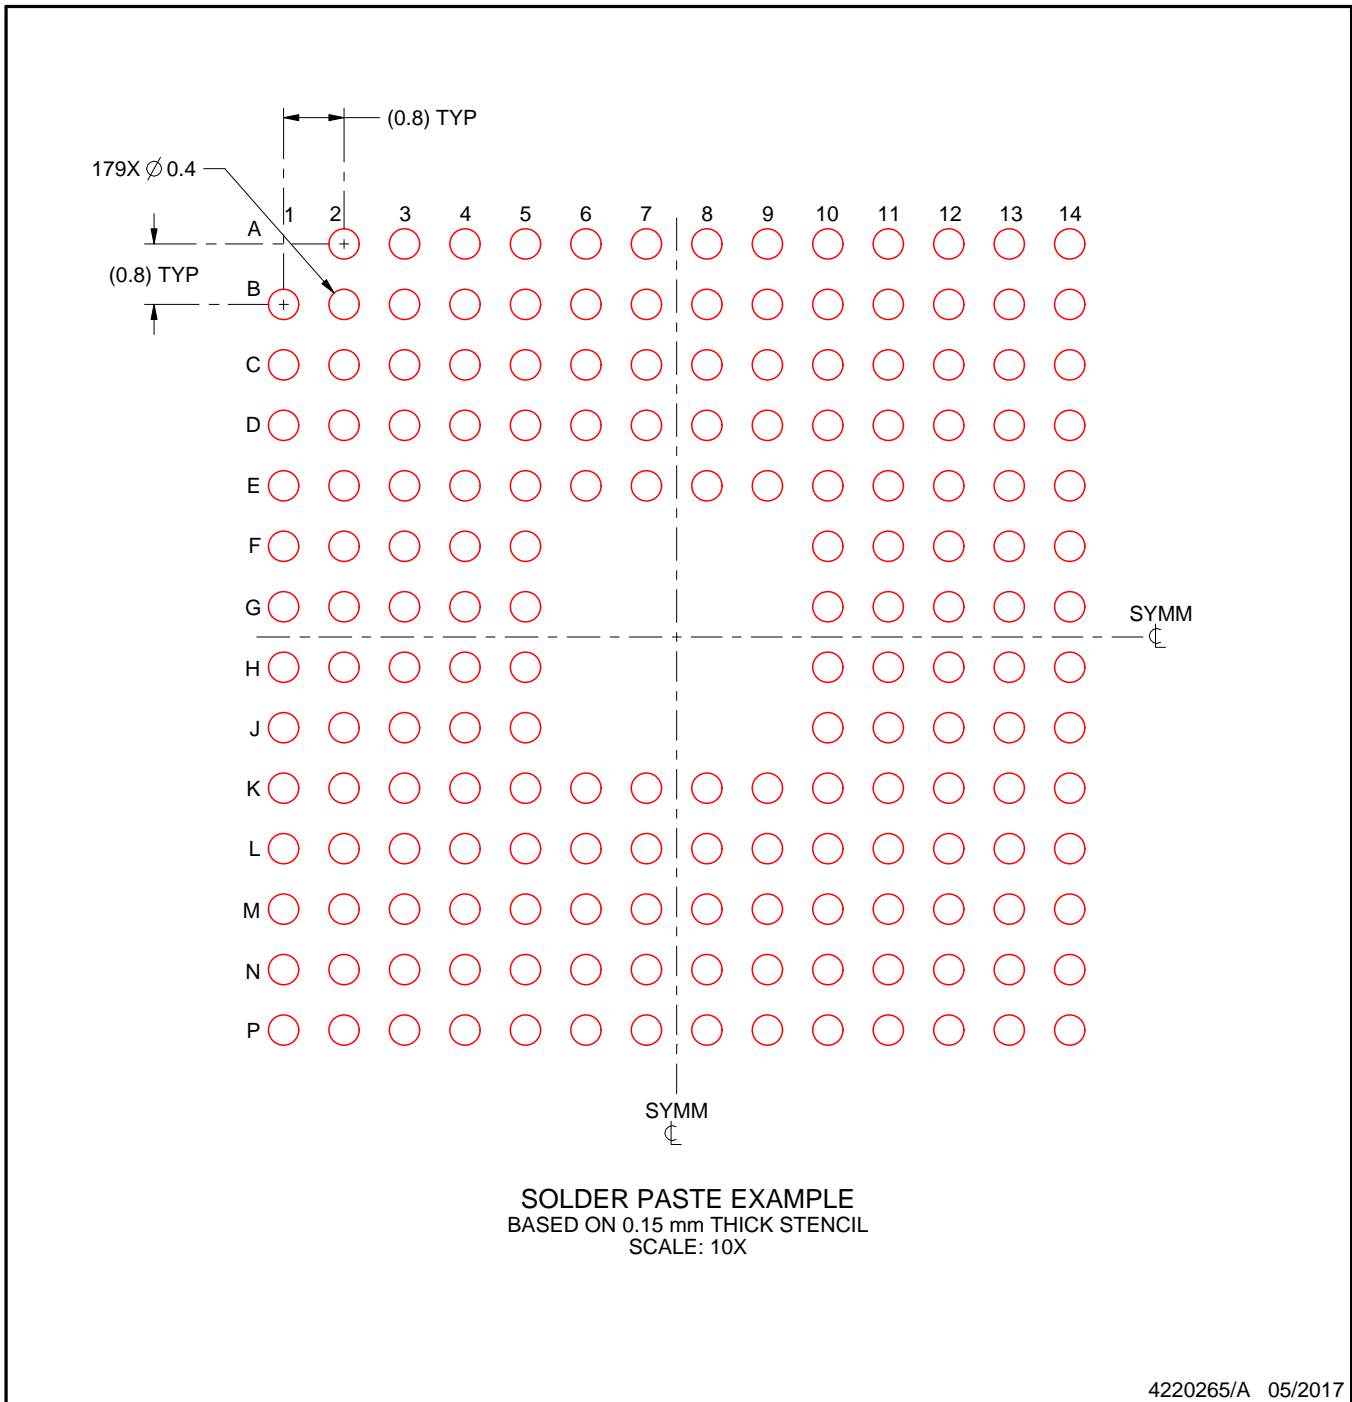 (0.8) TYP
179X ∅ 0.4
1 2 3 4 5 6 7 8 9 10 11 12 13 14
A
(0.8) TYP
B
C
D
E
F
G
SYMM
℄
H
J
K
L
M
N
P
SYMM
℄
SOLDER PASTE EXAMPLE
BASED ON 0.15 mm THICK STENCIL
SCALE: 10X
4220265/A 05/2017